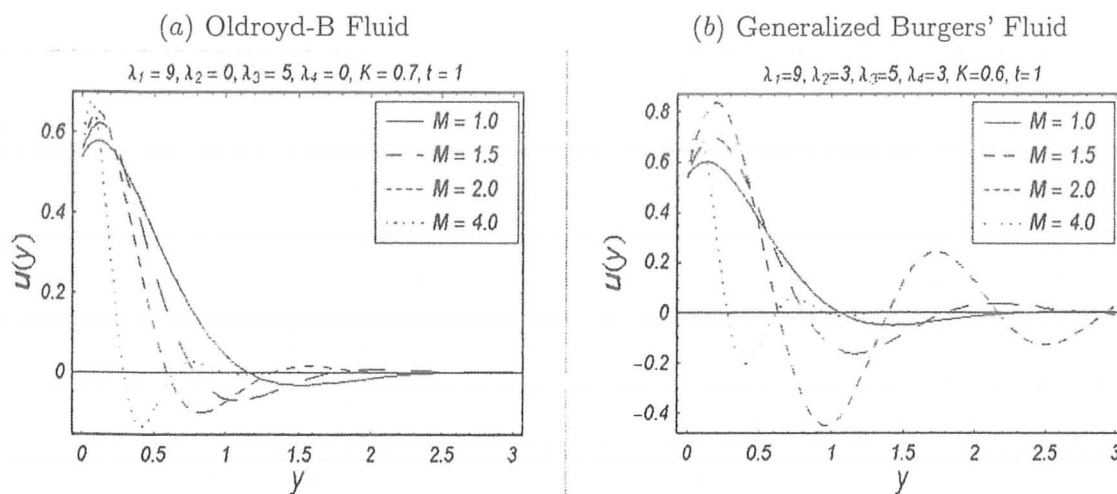 (a) Oldroyd-B Fluid
λ₁ = 9, λ₂ = 0, λ₃ = 5, λ₄ = 0, K = 0.7, t = 1
M = 1.0
M = 1.5
M = 2.0
M = 4.0
0.6
0.4
0.2
0
u(y)
0 0.5 1 1.5 2 2.5 3
y
(b) Generalized Burgers' Fluid
λ₁=9, λ₂=3, λ₃=5, λ₄=3, K=0.6, t=1
M = 1.0
M = 1.5
M = 2.0
M = 4.0
0.8
0.6
0.4
0.2
0
−0.2
−0.4
u(y)
0 0.5 1 1.5 2 2.5 3
y